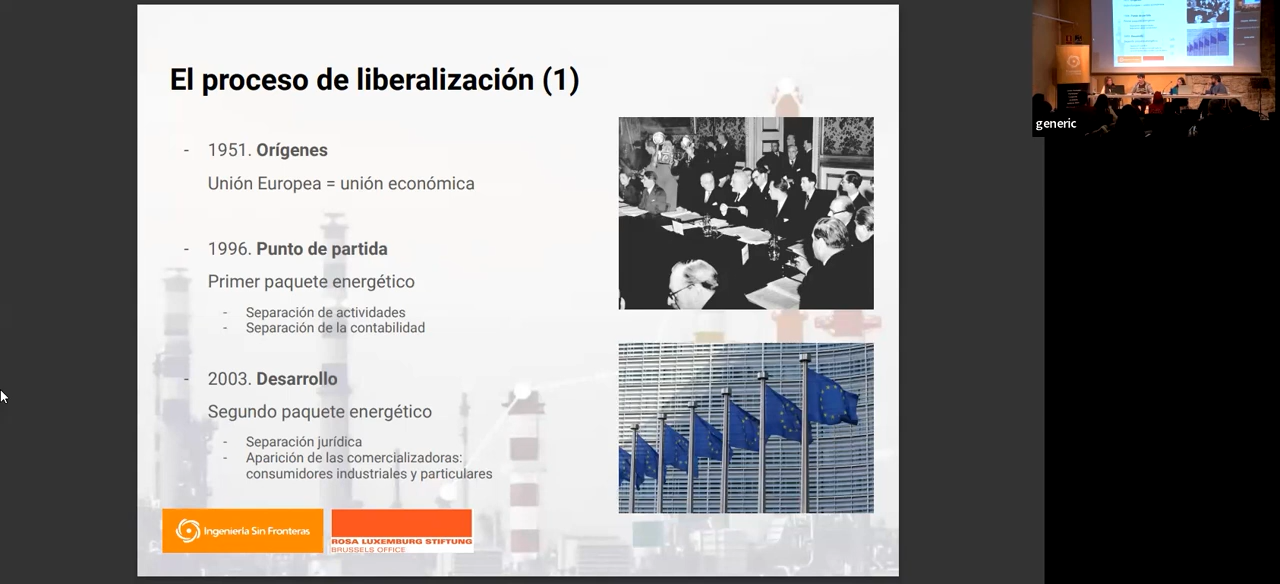 El proceso de liberalización (1)
- 1951. Orígenes
Unión Europea = unión económica
- 1996. Punto de partida
Primer paquete energético
- Separación de actividades
- Separación de la contabilidad
- 2003. Desarrollo
Segundo paquete energético
- Separación jurídica
- Aparición de las comercializadoras:
consumidores industriales y particulares
Ingeniería Sin Fronteras
ROSA LUXEMBURG STIFTUNG
BRUSSELS OFFICE
generic